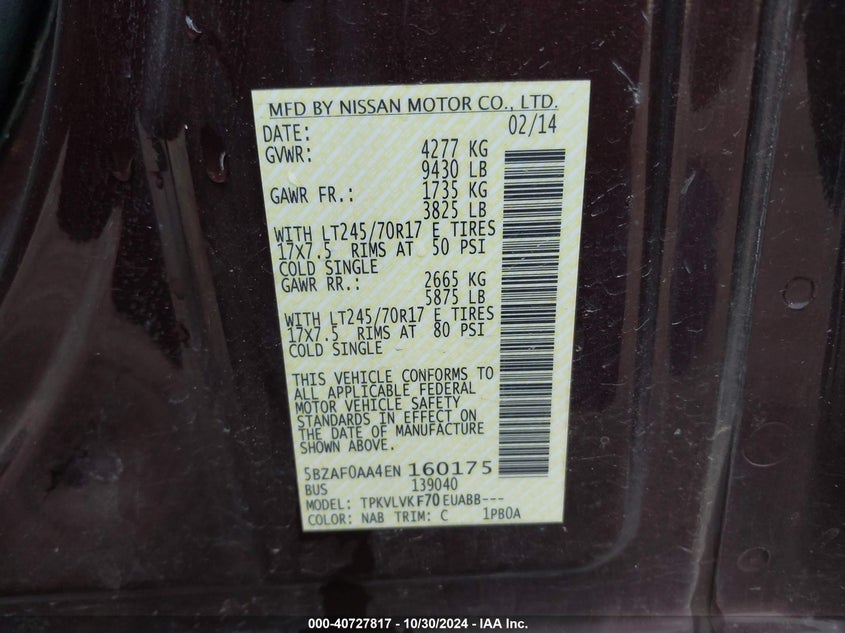 MFD BY NISSAN MOTOR CO., LTD.
DATE: 02/14
GVWR: 4277 KG
9430 LB
GAWR FR.: 1735 KG
3825 LB
WITH LT245/70R17 E TIRES
17X7.5 RIMS AT 50 PSI
COLD SINGLE
GAWR RR.: 2665 KG
5875 LB
WITH LT245/70R17 E TIRES
17X7.5 RIMS AT 80 PSI
COLD SINGLE
THIS VEHICLE CONFORMS TO
ALL APPLICABLE FEDERAL
MOTOR VEHICLE SAFETY
STANDARDS IN EFFECT ON
THE DATE OF MANUFACTURE
SHOWN ABOVE.
5BZAF0AA4EN 160175
BUS 139040
MODEL: TPKVLVKF70EUABB---
COLOR: NAB TRIM: C 1PB0A
000-40727817 - 10/30/2024 - IAA Inc.